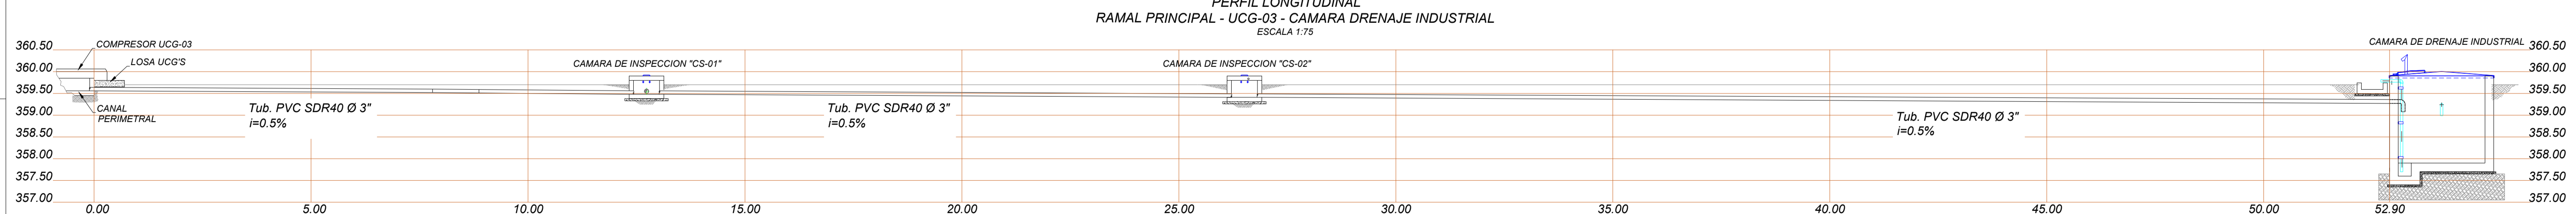 PERFIL LONGITUDINAL
RAMAL PRINCIPAL - UCG-03 - CAMARA DRENAJE INDUSTRIAL
ESCALA 1:75
COMPRESOR UCG-03
LOSA UCG'S
CANAL
PERIMETRAL
CAMARA DE INSPECCION "CS-01"
CAMARA DE INSPECCION "CS-02"
CAMARA DE DRENAJE INDUSTRIAL
Tub. PVC SDR40 Ø 3"
i=0.5%
Tub. PVC SDR40 Ø 3"
i=0.5%
Tub. PVC SDR40 Ø 3"
i=0.5%
360.50
360.00
359.50
359.00
358.50
358.00
357.50
357.00
360.50
360.00
359.50
359.00
358.50
358.00
357.50
357.00
0.00
5.00
10.00
15.00
20.00
25.00
30.00
35.00
40.00
45.00
50.00
52.90